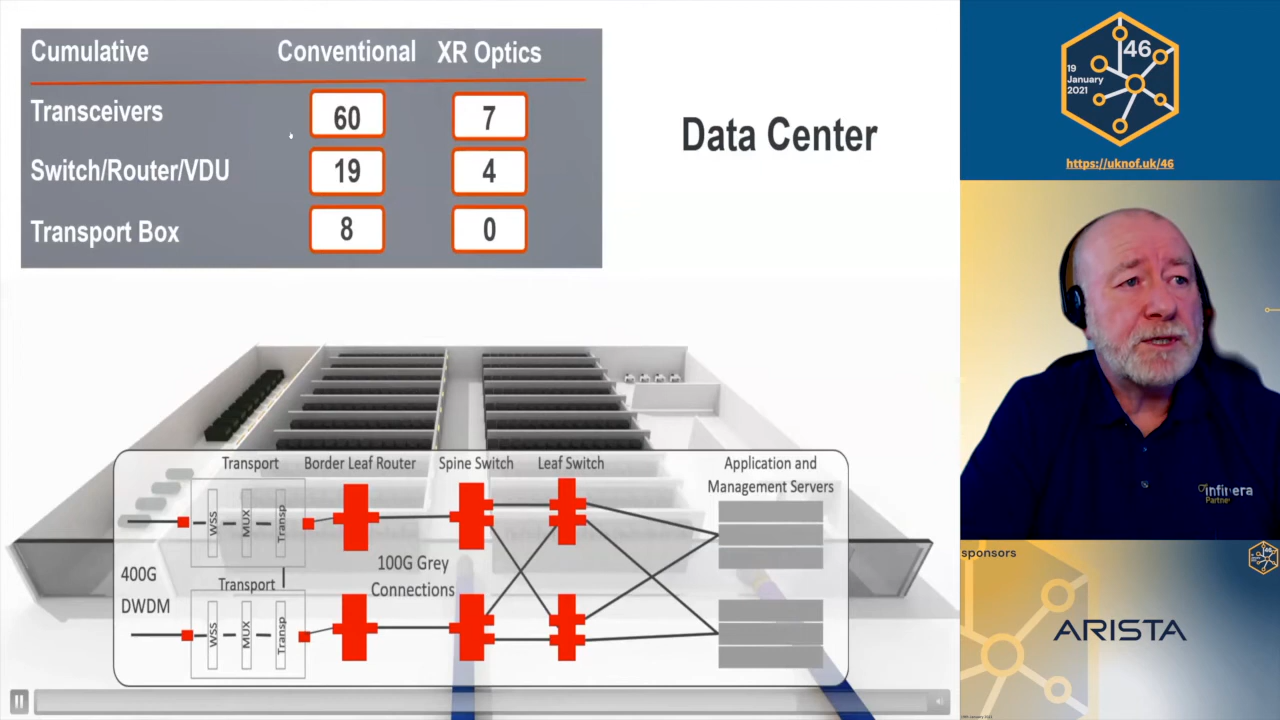 Cumulative Conventional XR Optics
Transceivers 60 7
Switch/Router/VDU 19 4
Transport Box 8 0
Data Center
Transport Border Leaf Router Spine Switch Leaf Switch
Application and
Management Servers
WSS MUX Transp
400G
DWDM
Transport
100G Grey
Connections
WSS MUX Transp
46
19
January
2021
https://uknof.uk/46
infinera
Partner
sponsors
46
ARISTA